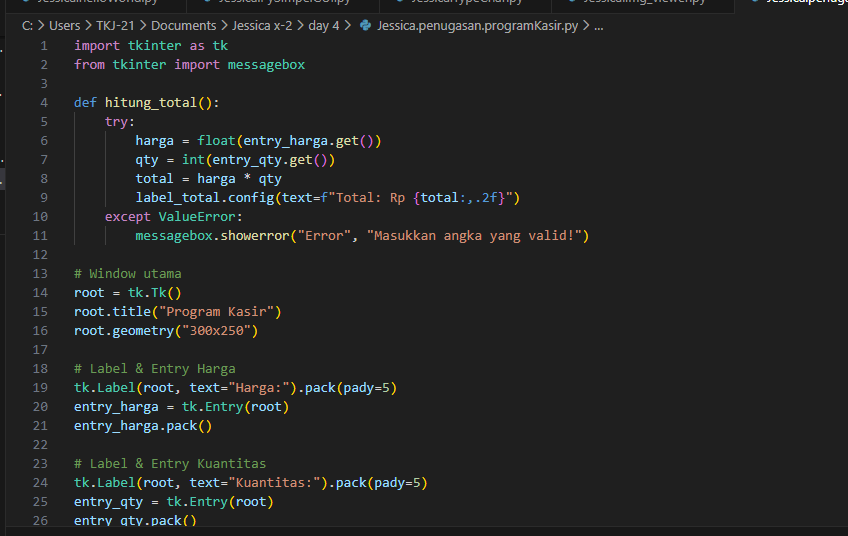 C: > Users > TKJ-21 > Documents > Jessica x-2 > day 4 > Jessica.penugasan.programKasir.py > ...
1 import tkinter as tk
2 from tkinter import messagebox
3
4 def hitung_total():
5     try:
6         harga = float(entry_harga.get())
7         qty = int(entry_qty.get())
8         total = harga * qty
9         label_total.config(text=f"Total: Rp {total:,.2f}")
10     except ValueError:
11         messagebox.showerror("Error", "Masukkan angka yang valid!")
12
13 # Window utama
14 root = tk.Tk()
15 root.title("Program Kasir")
16 root.geometry("300x250")
17
18 # Label & Entry Harga
19 tk.Label(root, text="Harga:").pack(pady=5)
20 entry_harga = tk.Entry(root)
21 entry_harga.pack()
22
23 # Label & Entry Kuantitas
24 tk.Label(root, text="Kuantitas:").pack(pady=5)
25 entry_qty = tk.Entry(root)
26 entry_qty.pack()